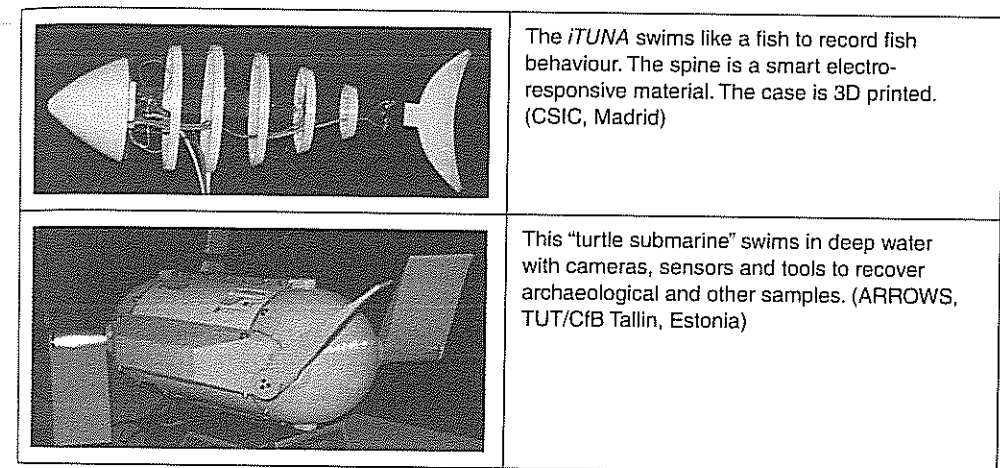 The iTUNA swims like a fish to record fish
behaviour. The spine is a smart electro-
responsive material. The case is 3D printed.
(CSIC, Madrid)
This “turtle submarine” swims in deep water
with cameras, sensors and tools to recover
archaeological and other samples. (ARROWS,
TUT/CfB Tallin, Estonia)